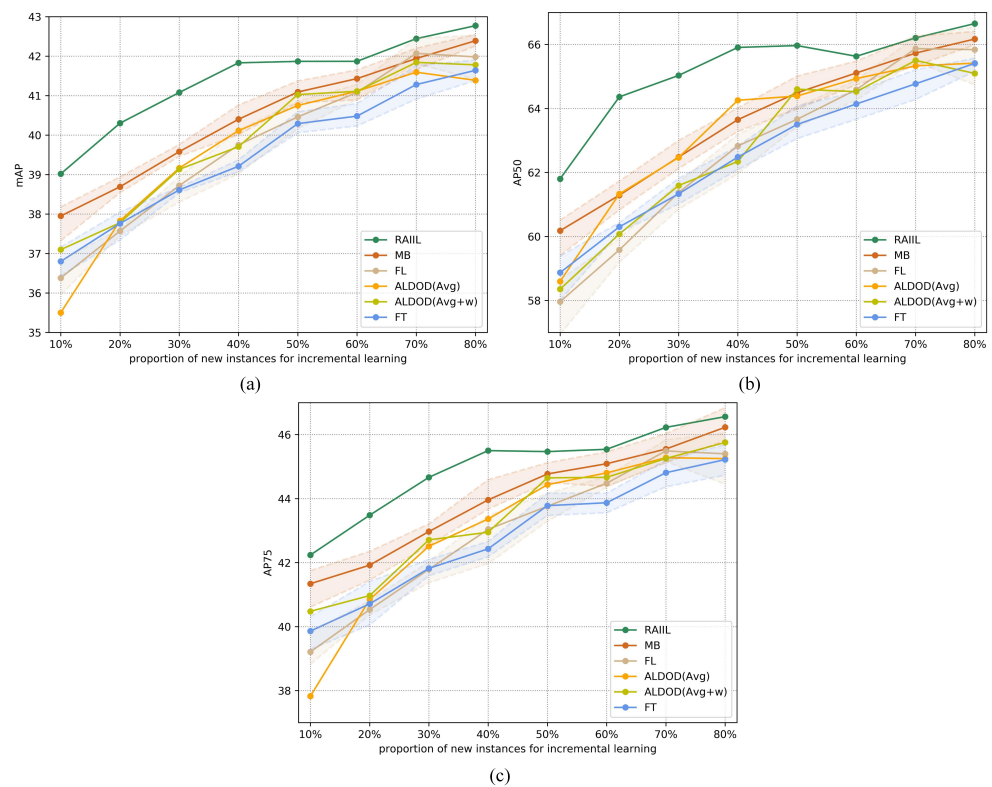 43
42
41
40
39
38
37
36
35
mAP
RAIIL
MB
FL
ALDOD(Avg)
ALDOD(Avg+w)
FT
10% 20% 30% 40% 50% 60% 70% 80%
proportion of new instances for incremental learning
(a)
66
64
62
60
58
AP50
RAIIL
MB
FL
ALDOD(Avg)
ALDOD(Avg+w)
FT
10% 20% 30% 40% 50% 60% 70% 80%
proportion of new instances for incremental learning
(b)
46
44
42
40
38
AP75
RAIIL
MB
FL
ALDOD(Avg)
ALDOD(Avg+w)
FT
10% 20% 30% 40% 50% 60% 70% 80%
proportion of new instances for incremental learning
(c)